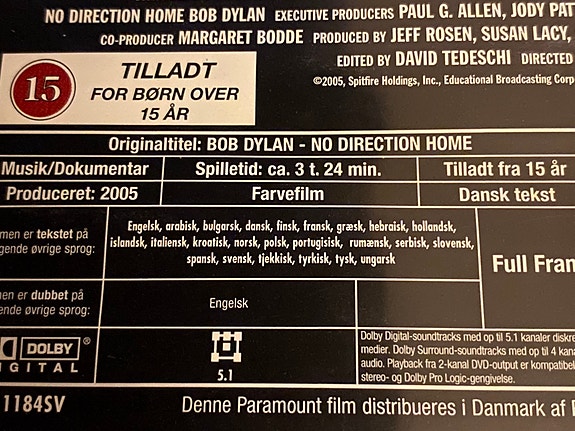 NO DIRECTION HOME BOB DYLAN EXECUTIVE PRODUCERS PAUL G. ALLEN, JODY PAT
CO-PRODUCER MARGARET BODDE PRODUCED BY JEFF ROSEN, SUSAN LACY,
EDITED BY DAVID TEDESCHI DIRECTED
©2005, Spitfire Holdings, Inc., Educational Broadcasting Corp
15
TILLADT
FOR BØRN OVER
15 ÅR
Originaltitel: BOB DYLAN - NO DIRECTION HOME
Musik/Dokumentar Spilletid: ca. 3 t. 24 min. Tilladt fra 15 år
Produceret: 2005 Farvefilm Dansk tekst
men er tekstet på
gende øvrige sprog:
Engelsk, arabisk, bulgarsk, dansk, finsk, fransk, græsk, hebraisk, hollandsk,
islandsk, italiensk, kroatisk, norsk, polsk, portugisisk, rumænsk, serbisk, slovensk,
spansk, svensk, tjekkisk, tyrkisk, tysk, ungarsk
Full Fran
men er dubbet på
ende øvrige sprog:
Engelsk
DOLBY ®
DIGITAL
5.1
Dolby Digital-soundtracks med op til 5.1 kanaler diskre
medier. Dolby Surround-soundtracks med op til 4 kana
audio. Playback fra 2-kanal DVD-output er kompatibel
stereo- og Dolby Pro Logic-gengivelse.
1184SV Denne Paramount film distribueres i Danmark af